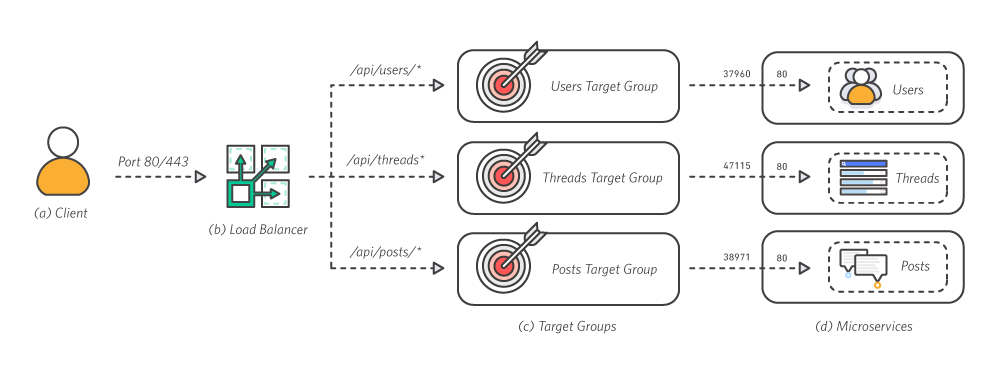 /api/users/*
Users Target Group
37960
80
Users
Port 80/443
/api/threads*
Threads Target Group
47115
80
Threads
(a) Client
(b) Load Balancer
/api/posts/*
Posts Target Group
38971
80
Posts
(c) Target Groups
(d) Microservices